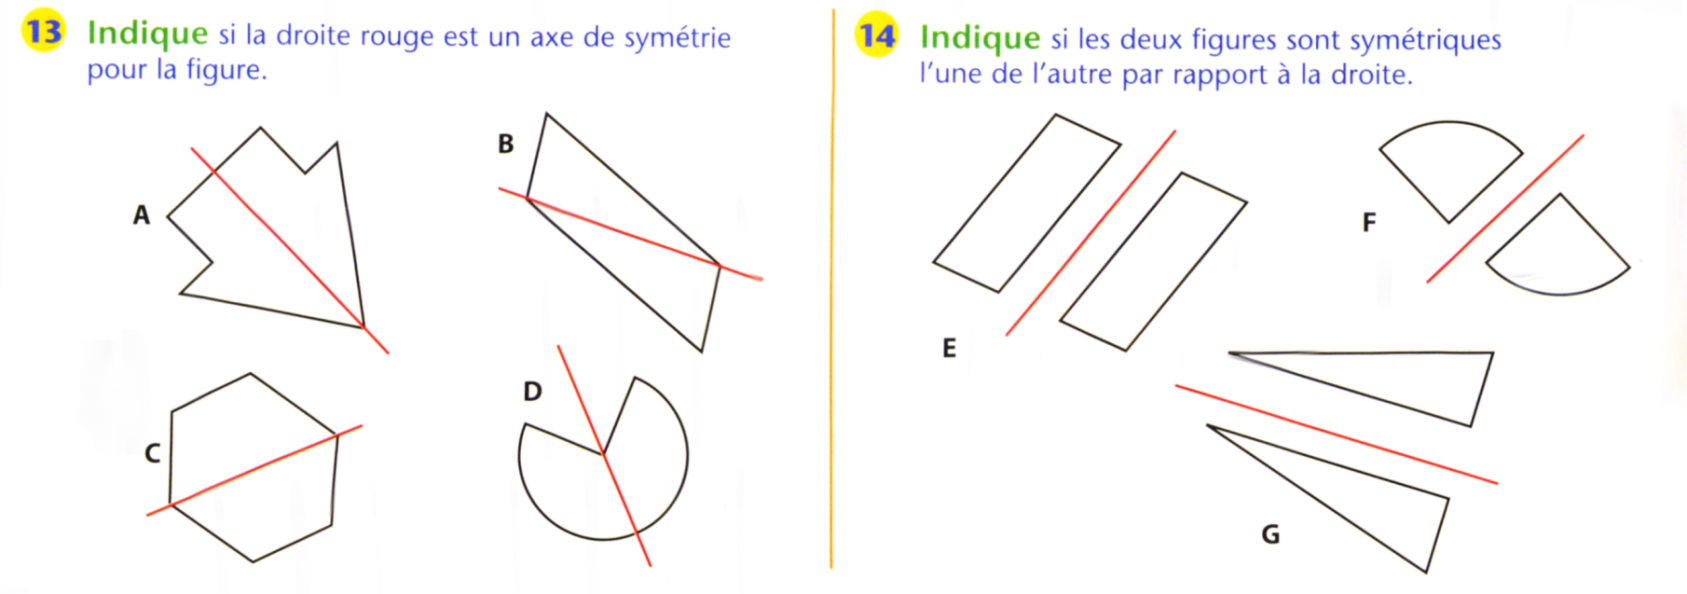 13 Indique si la droite rouge est un axe de symétrie
pour la figure.
A
B
C
D
14 Indique si les deux figures sont symétriques
l'une de l'autre par rapport à la droite.
E
F
G